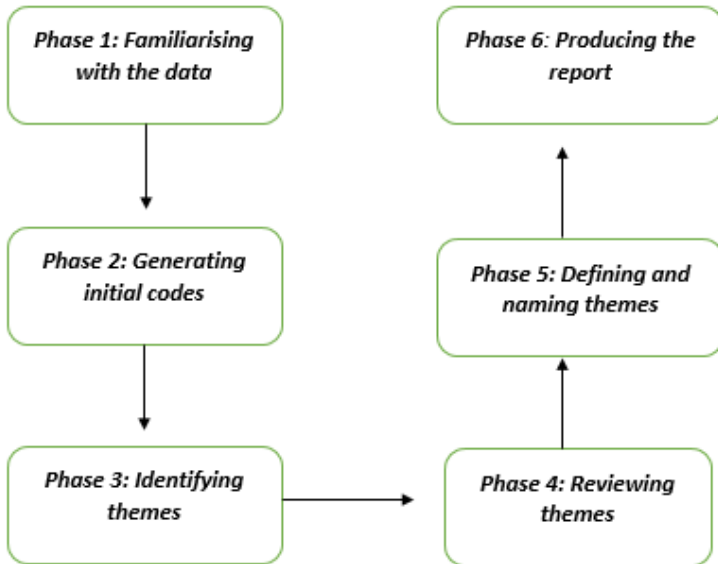 Phase 1: Familiarising
with the data
Phase 2: Generating
initial codes
Phase 3: Identifying
themes
Phase 4: Reviewing
themes
Phase 5: Defining and
naming themes
Phase 6: Producing the
report